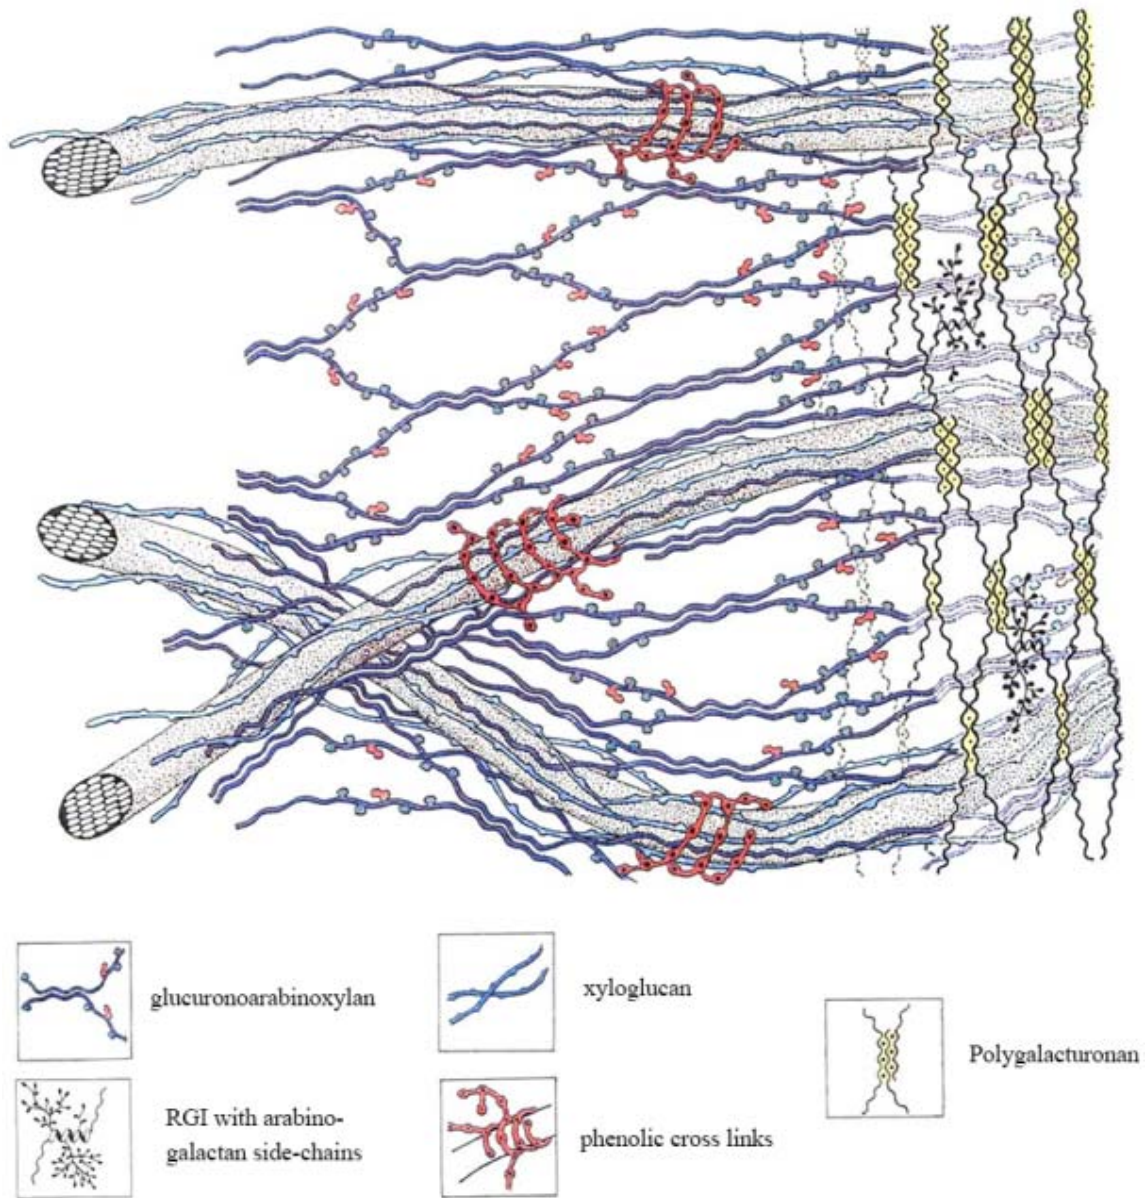 glucuronoarabinoxylan
xyloglucan
Polygalacturonan
RGI with arabino-
galactan side-chains
phenolic cross links